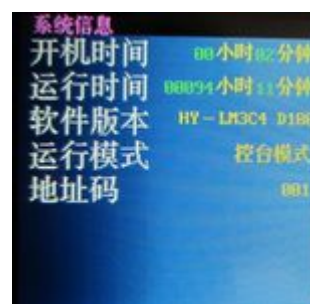 系统信息
开机时间 00小时02分钟
运行时间 00094小时11分钟
软件版本 HY-LM3C4 D188
运行模式 控台模式
地址码 001